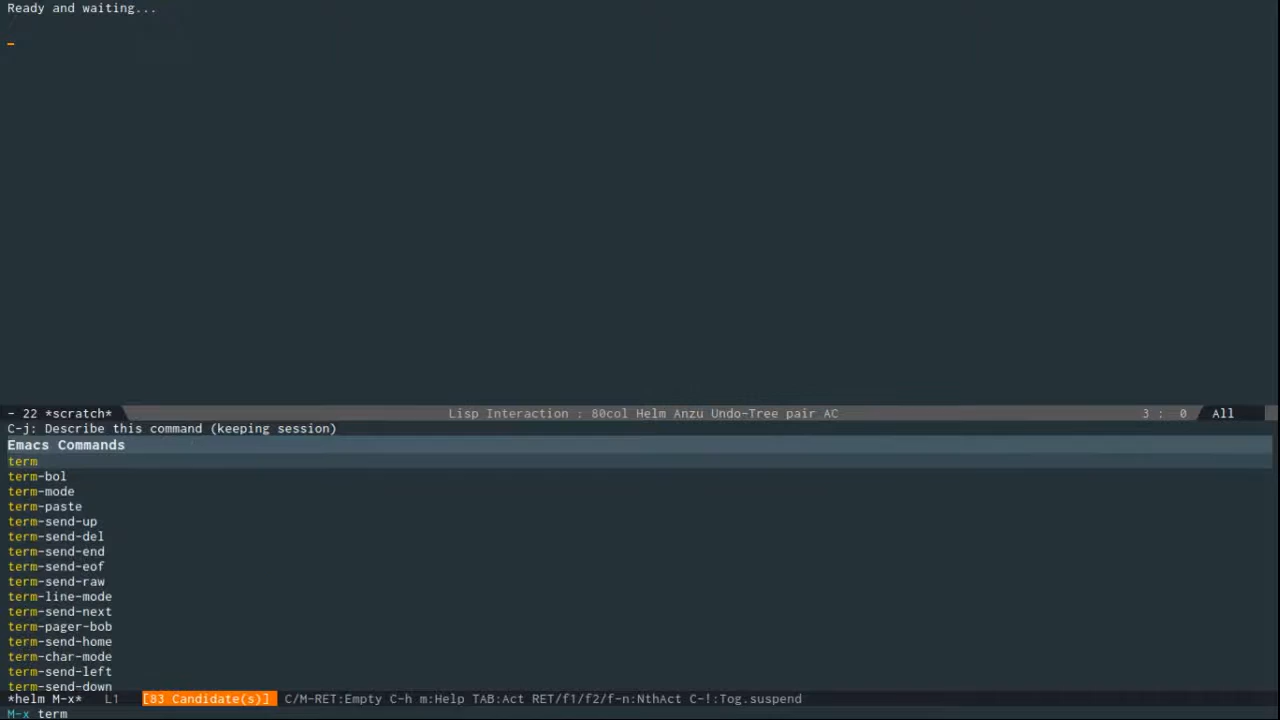 Ready and waiting...
- 22 *scratch* Lisp Interaction : 80col Helm Anzu Undo-Tree pair AC 3 : 0 All
C-j: Describe this command (keeping session)
Emacs Commands
term
term-bol
term-mode
term-paste
term-send-up
term-send-del
term-send-end
term-send-eof
term-send-raw
term-line-mode
term-send-next
term-pager-bob
term-send-home
term-char-mode
term-send-left
term-send-down
*helm M-x* L1 [83 Candidate(s)] C/M-RET:Empty C-h m:Help TAB:Act RET/f1/f2/f-n:NthAct C-!:Tog.suspend
M-x term